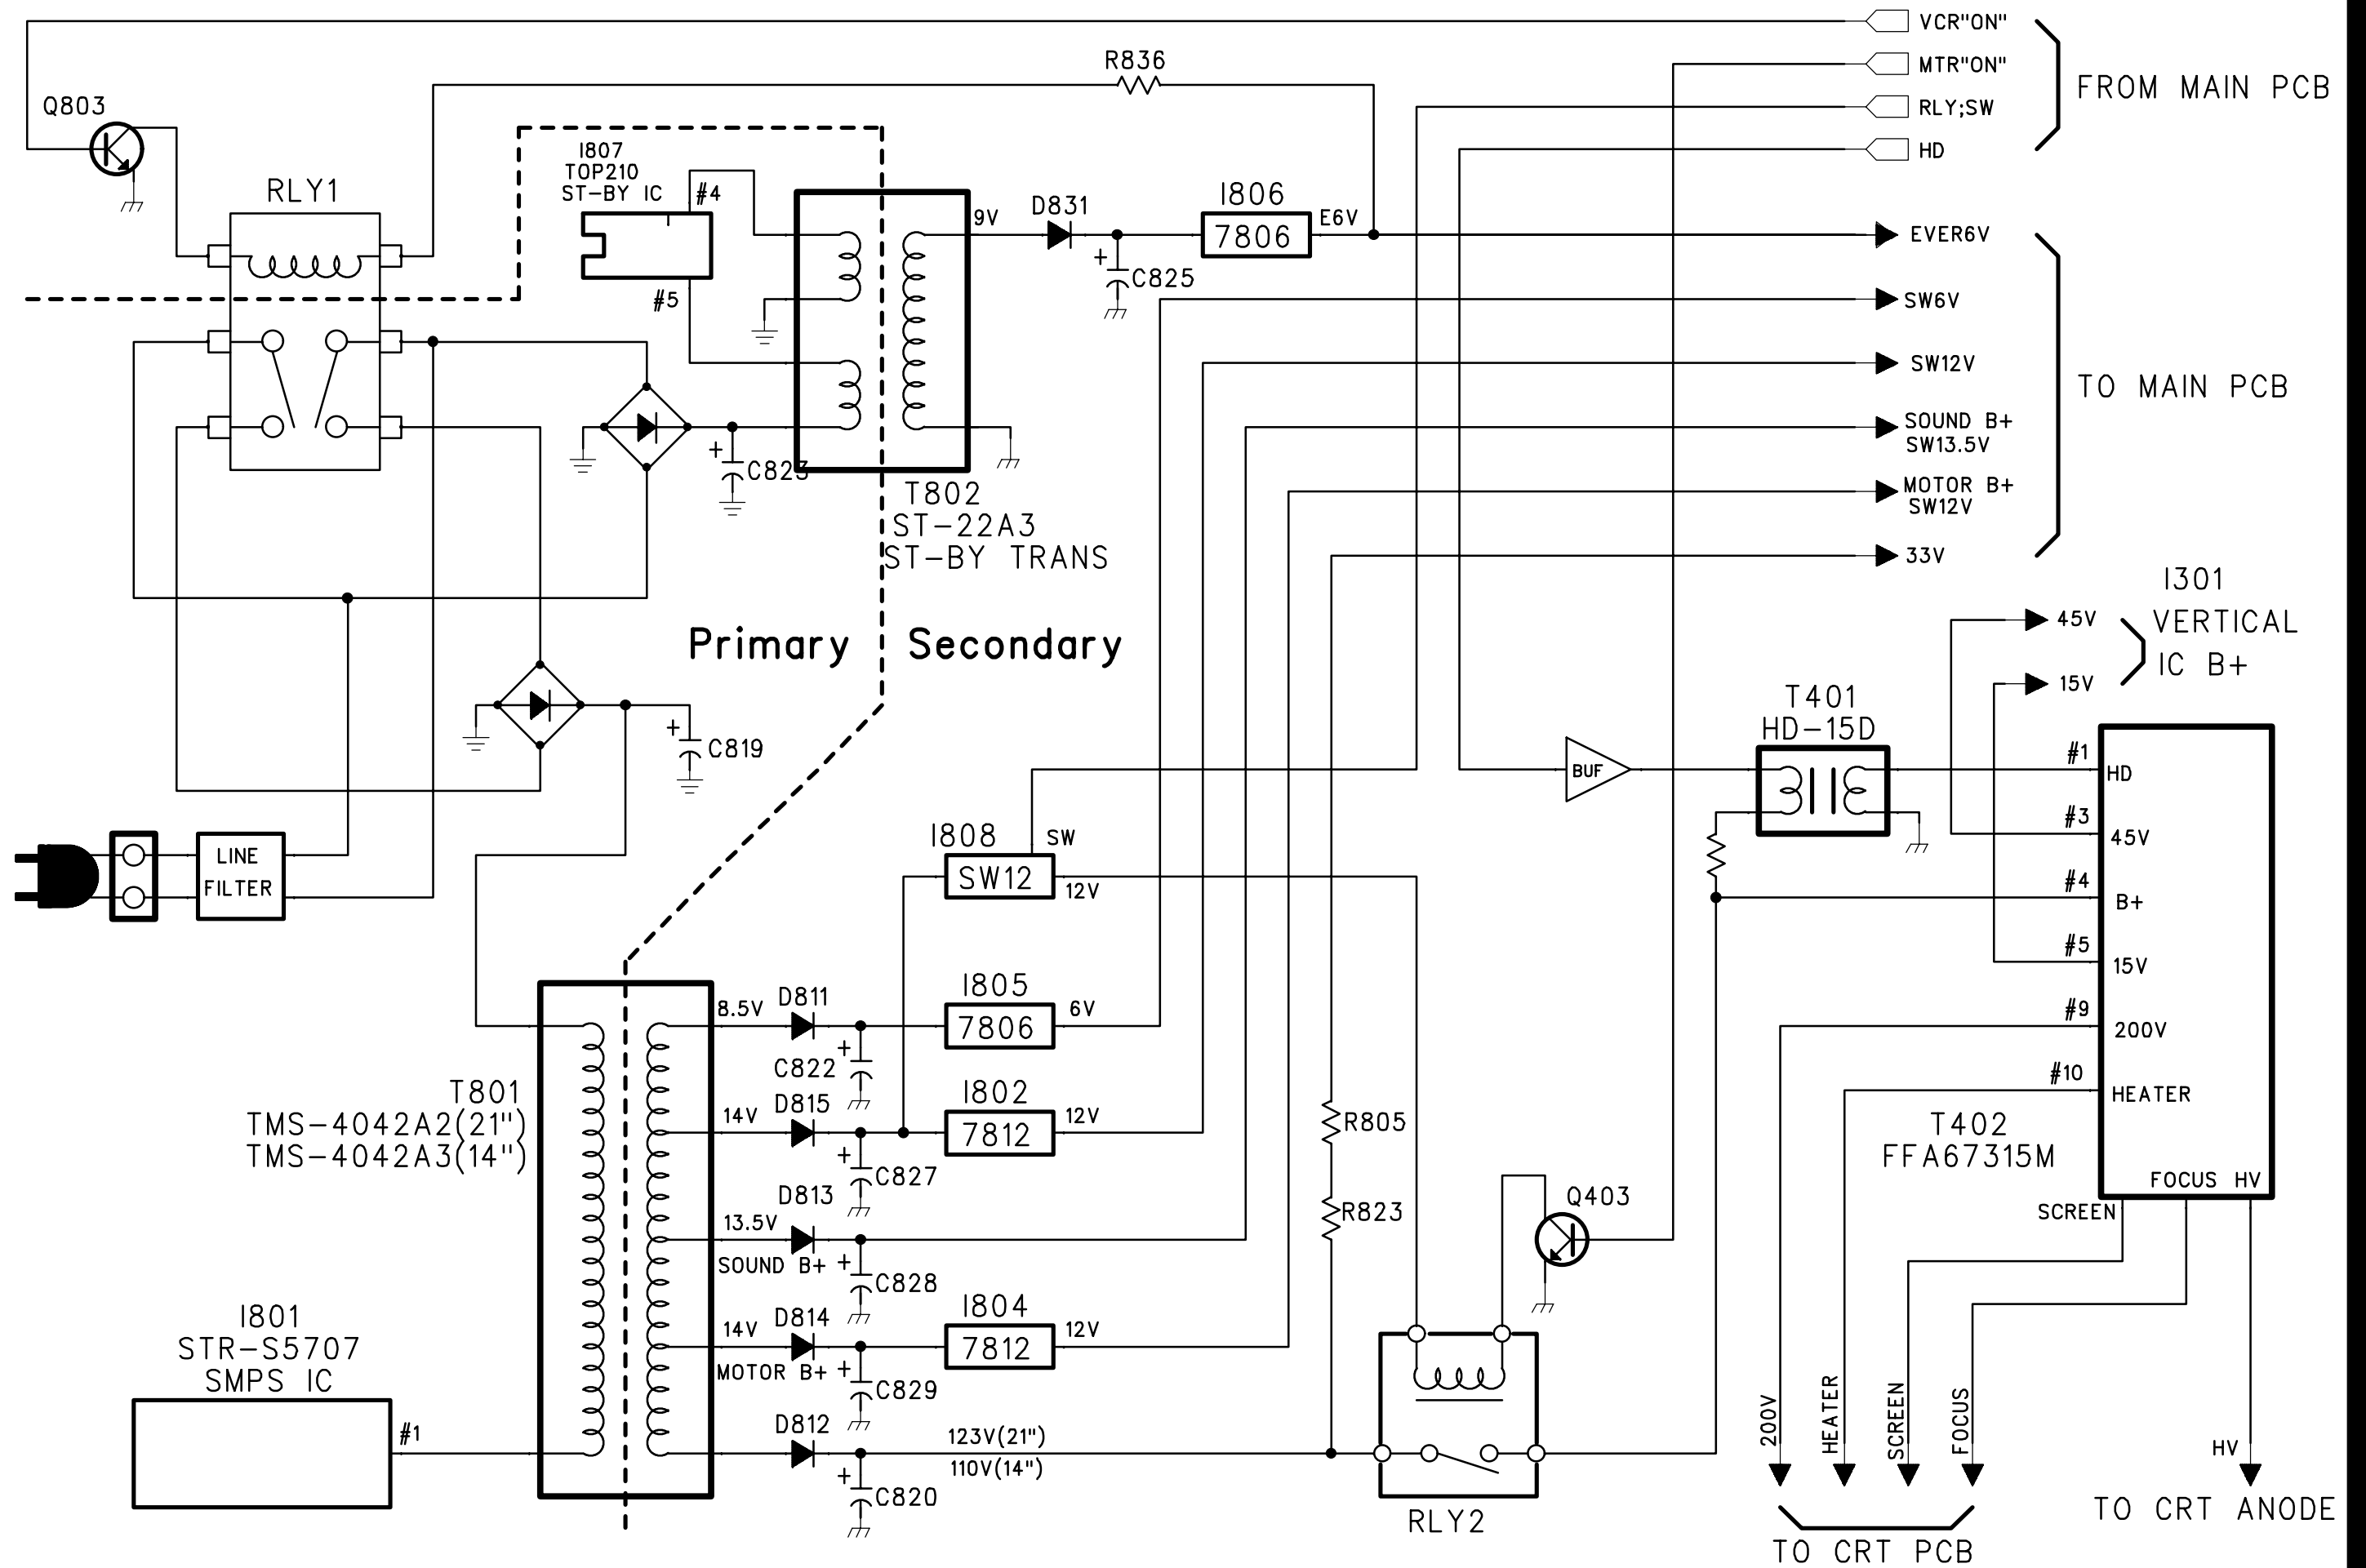 VCR"ON"
MTR"ON"
RLY;SW
HD
FROM MAIN PCB
R836
Q803
RLY1
I807
TOP210
ST-BY IC
#4
#5
9V
D831
+
C825
I806
7806
E6V
EVER6V
SW6V
SW12V
SOUND B+
SW13.5V
MOTOR B+
SW12V
33V
TO MAIN PCB
+
C823
T802
ST-22A3
ST-BY TRANS
Primary
Secondary
+
C819
LINE
FILTER
I301
VERTICAL
IC B+
45V
15V
T401
HD-15D
BUF
#1
HD
#3
45V
#4
B+
#5
15V
#9
200V
#10
HEATER
T402
FFA67315M
FOCUS HV
SCREEN
I808
SW
SW12
12V
T801
TMS-4042A2(21")
TMS-4042A3(14")
8.5V
D811
+
C822
I805
7806
6V
14V
D815
+
C827
I802
7812
12V
13.5V
D813
SOUND B+
+
C828
14V
D814
MOTOR B+
+
C829
I804
7812
12V
D812
+
C820
123V(21")
110V(14")
R805
R823
Q403
RLY2
I801
STR-S5707
SMPS IC
#1
200V
HEATER
SCREEN
FOCUS
HV
TO CRT PCB
TO CRT ANODE